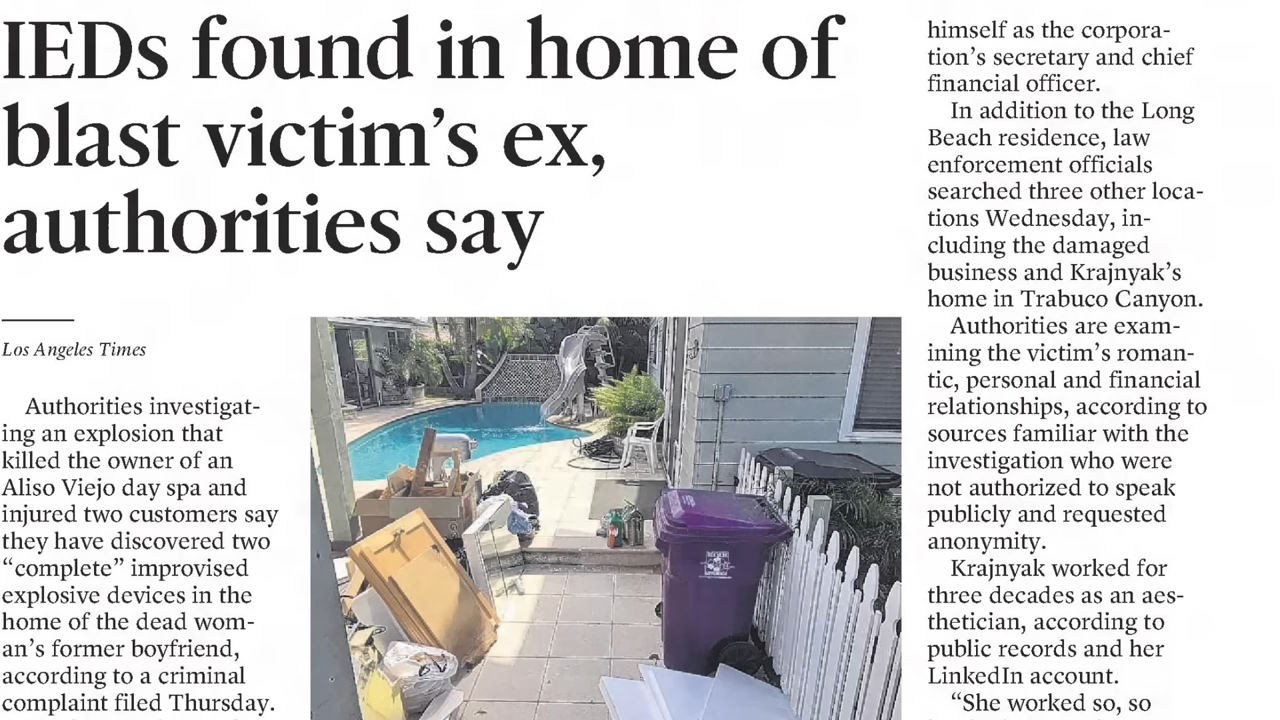 IEDs found in home of
blast victim’s ex,
authorities say
Los Angeles Times
Authorities investigat-
ing an explosion that
killed the owner of an
Aliso Viejo day spa and
injured two customers say
they have discovered two
“complete” improvised
explosive devices in the
home of the dead wom-
an’s former boyfriend,
according to a criminal
complaint filed Thursday.
himself as the corpora-
tion’s secretary and chief
financial officer.
In addition to the Long
Beach residence, law
enforcement officials
searched three other loca-
tions Wednesday, in-
cluding the damaged
business and Krajnyak’s
home in Trabuco Canyon.
Authorities are exam-
ining the victim’s roman-
tic, personal and financial
relationships, according to
sources familiar with the
investigation who were
not authorized to speak
publicly and requested
anonymity.
Krajnyak worked for
three decades as an aes-
thetician, according to
public records and her
LinkedIn account.
“She worked so, so